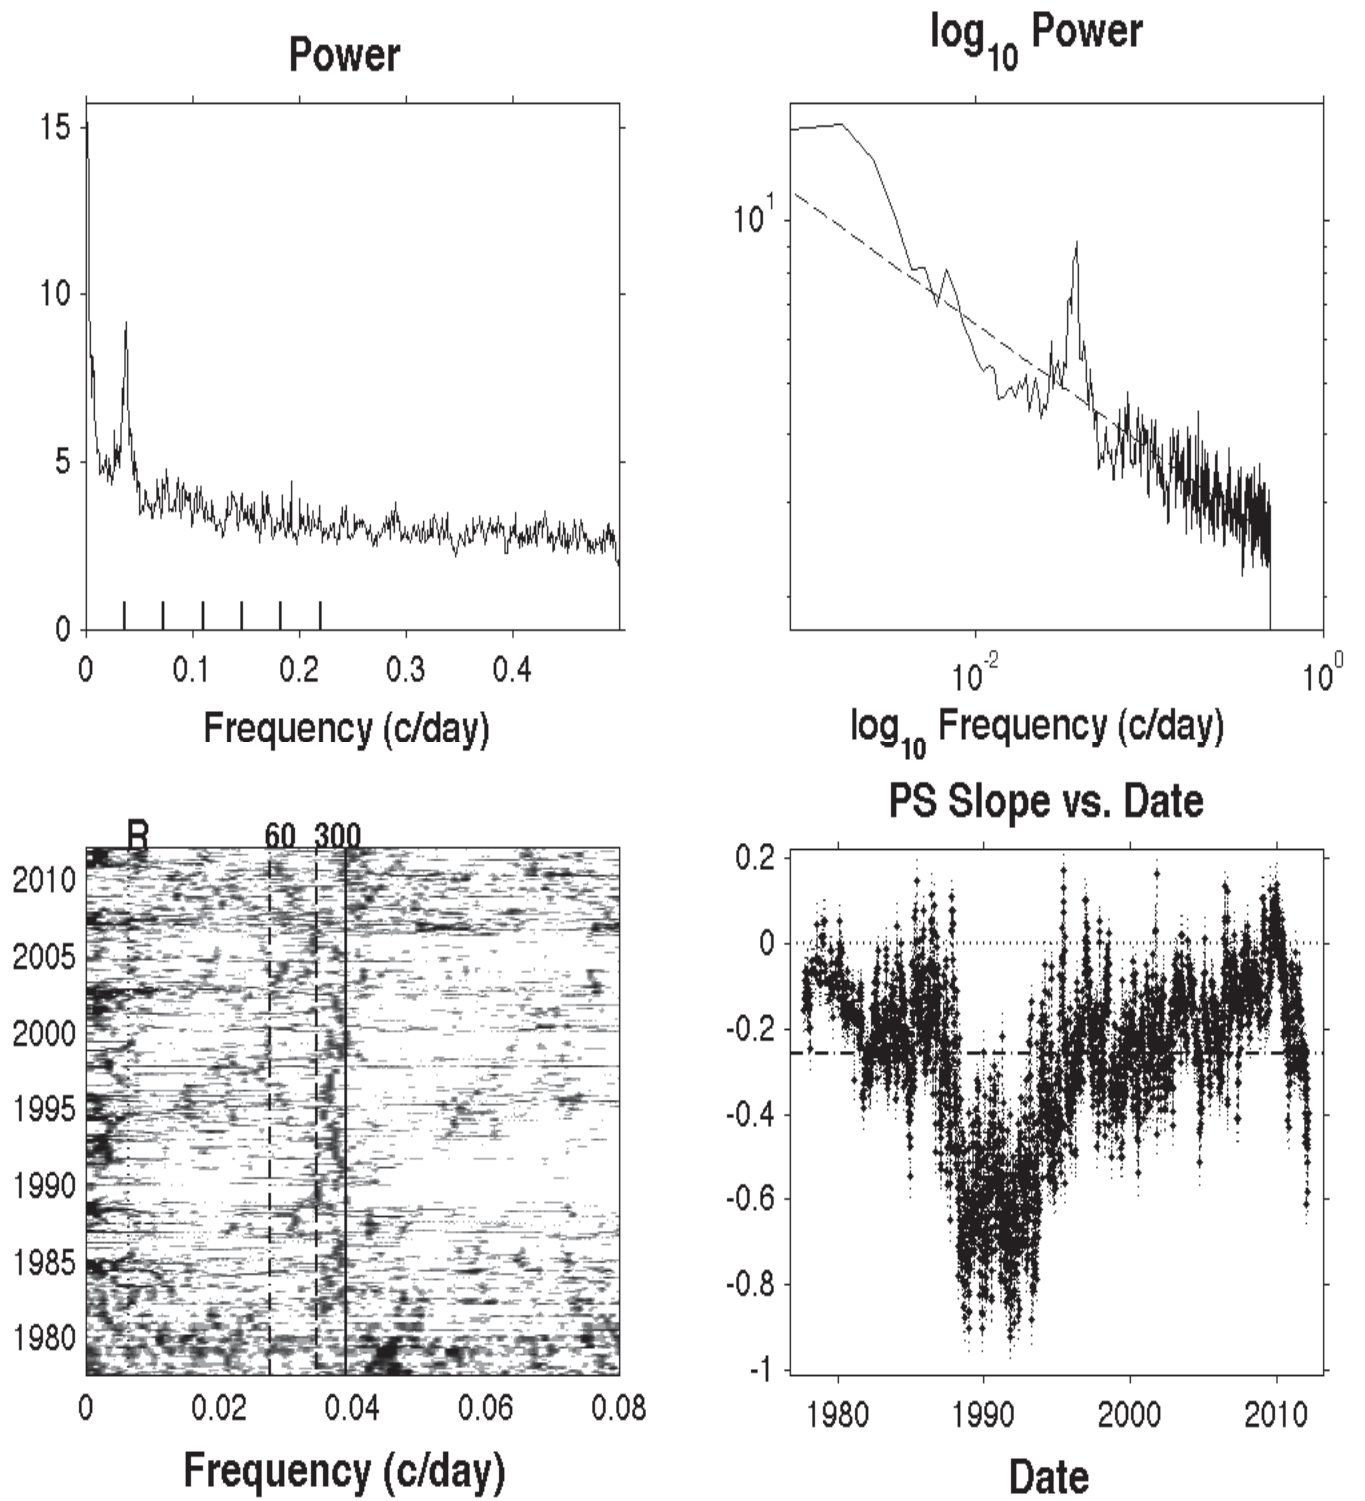 Power
15
10
5
0
0 0.1 0.2 0.3 0.4
Frequency (c/day)
log10 Power
10^1
10^-2 10^0
log10 Frequency (c/day)
R 60 300
2010
2005
2000
1995
1990
1985
1980
0 0.02 0.04 0.06 0.08
Frequency (c/day)
PS Slope vs. Date
0.2
0
-0.2
-0.4
-0.6
-0.8
-1
1980 1990 2000 2010
Date